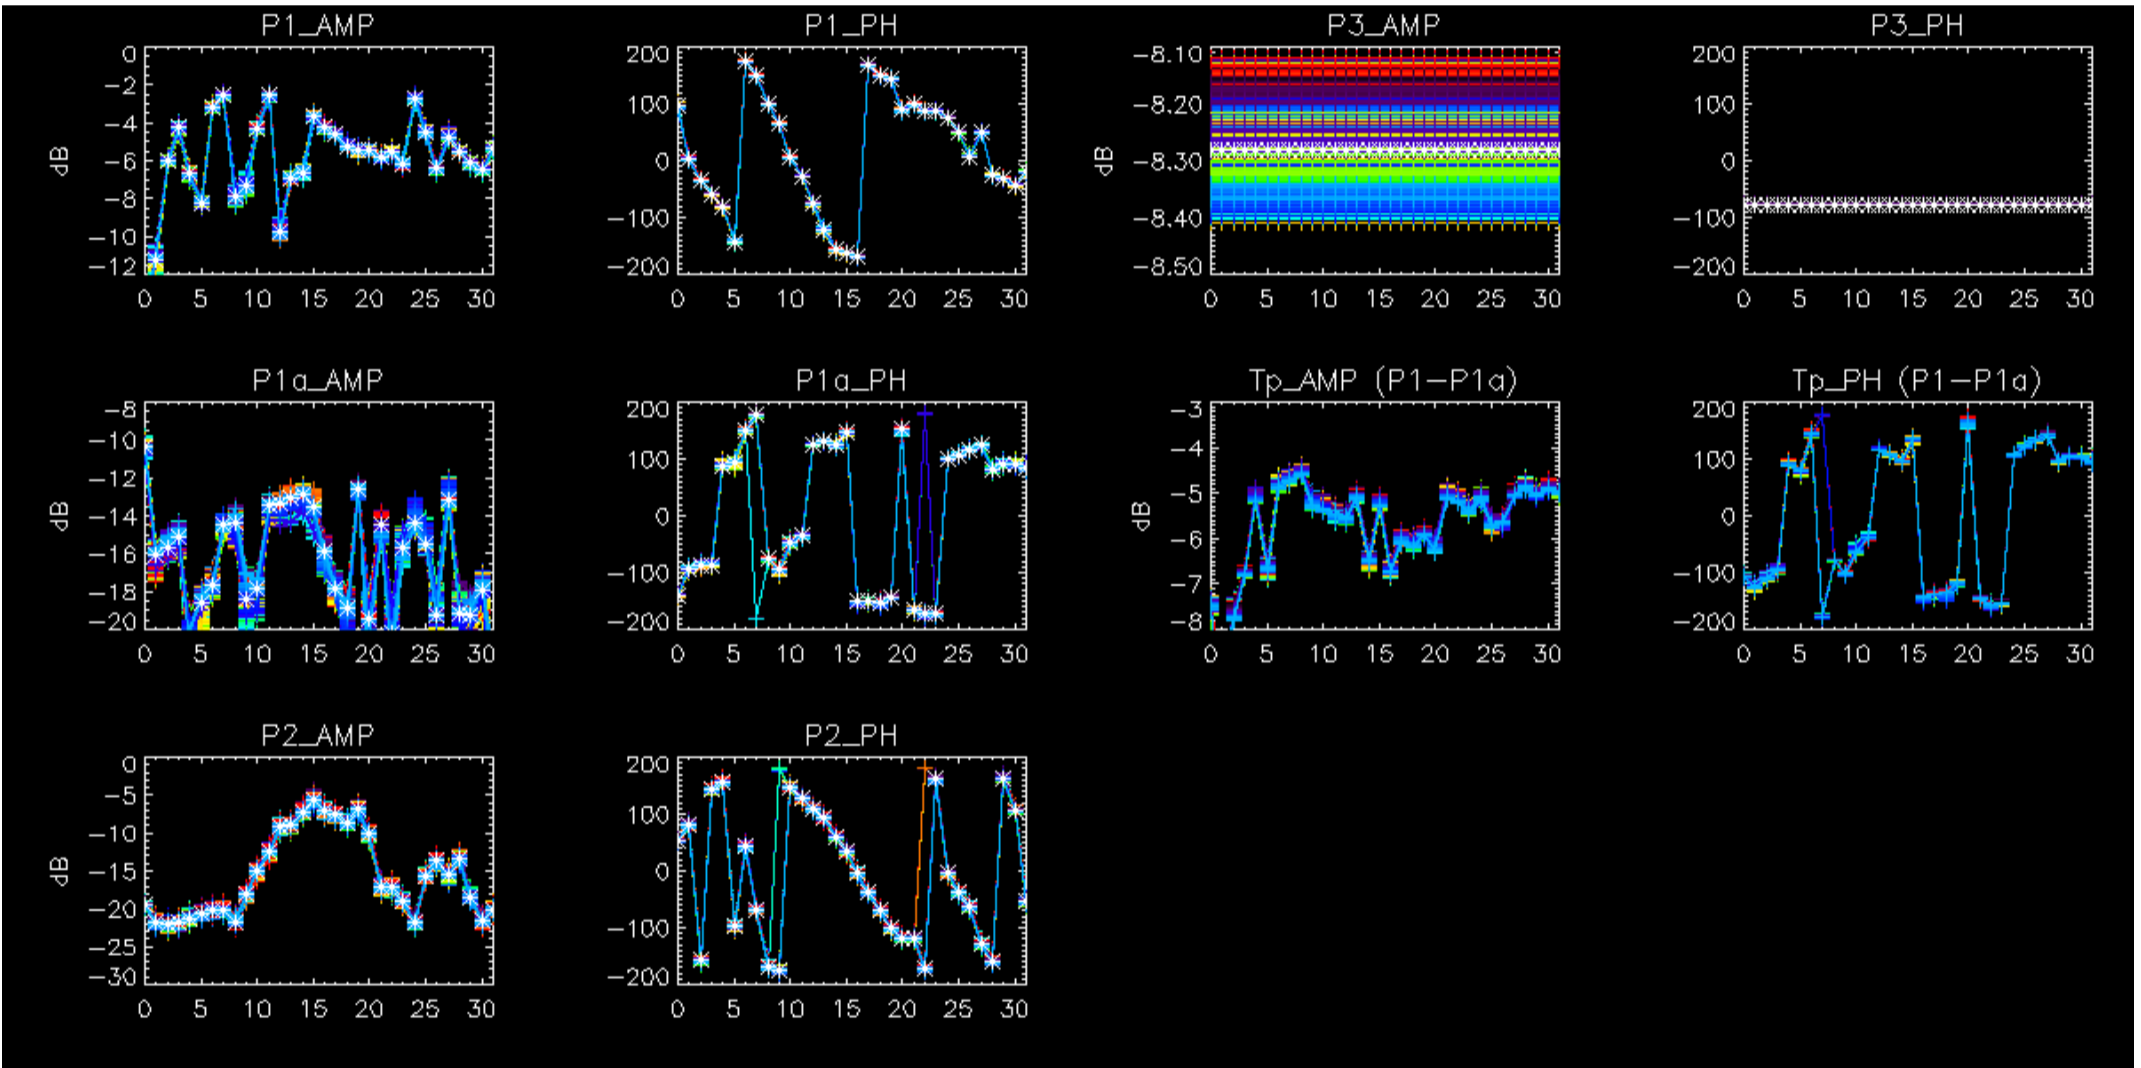 P1_AMP
P1_PH
P3_AMP
P3_PH
0
-2
-4
-6
-8
-10
-12
dB
0 5 10 15 20 25 30
200
100
0
-100
-200
0 5 10 15 20 25 30
-8.10
-8.20
-8.30
-8.40
-8.50
dB
0 5 10 15 20 25 30
200
100
0
-100
-200
0 5 10 15 20 25 30
P1a_AMP
P1a_PH
Tp_AMP (P1-P1a)
Tp_PH (P1-P1a)
-8
-10
-12
-14
-16
-18
-20
dB
0 5 10 15 20 25 30
200
100
0
-100
-200
0 5 10 15 20 25 30
-3
-4
-5
-6
-7
-8
dB
0 5 10 15 20 25 30
200
100
0
-100
-200
0 5 10 15 20 25 30
P2_AMP
P2_PH
0
-5
-10
-15
-20
-25
-30
dB
0 5 10 15 20 25 30
200
100
0
-100
-200
0 5 10 15 20 25 30